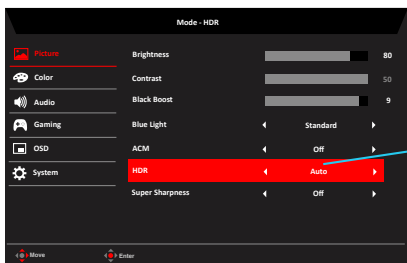 Mode - HDR
Picture
Color
Audio
Gaming
OSD
System
Brightness 80
Contrast 50
Black Boost 9
Blue Light Standard
ACM Off
HDR Auto
Super Sharpness Off
Move Enter